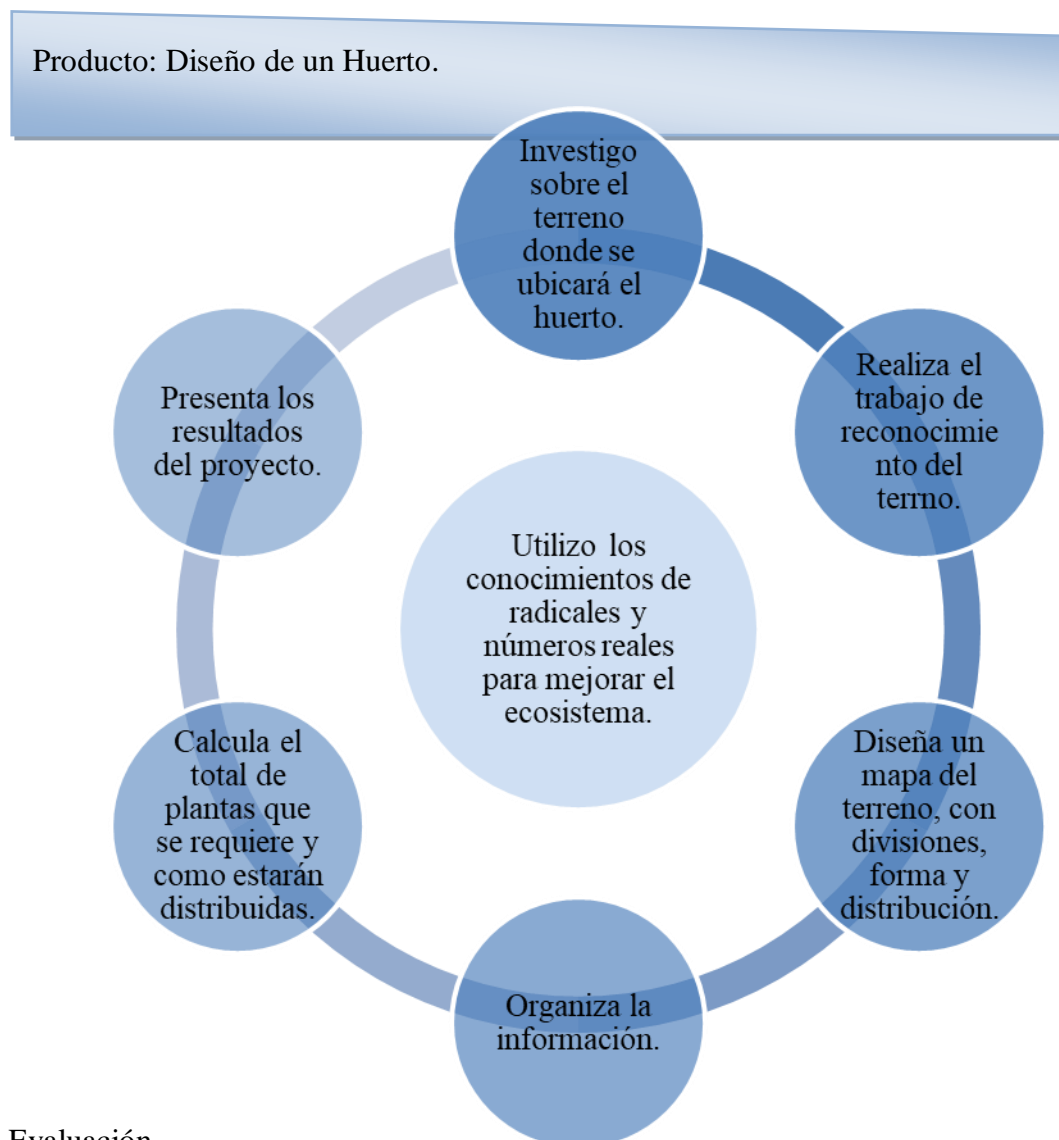 Producto: Diseño de un Huerto.
Investigo
sobre el
terreno
donde se
ubicará el
huerto.
Realiza el
trabajo de
reconocimie
nto del
terrno.
Diseña un
mapa del
terreno, con
divisiones,
forma y
distribución.
Organiza la
información.
Calcula el
total de
plantas que
se requiere y
como estarán
distribuidas.
Presenta los
resultados
del proyecto.
Utilizo los
conocimientos de
radicales y
números reales
para mejorar el
ecosistema.
Evaluación